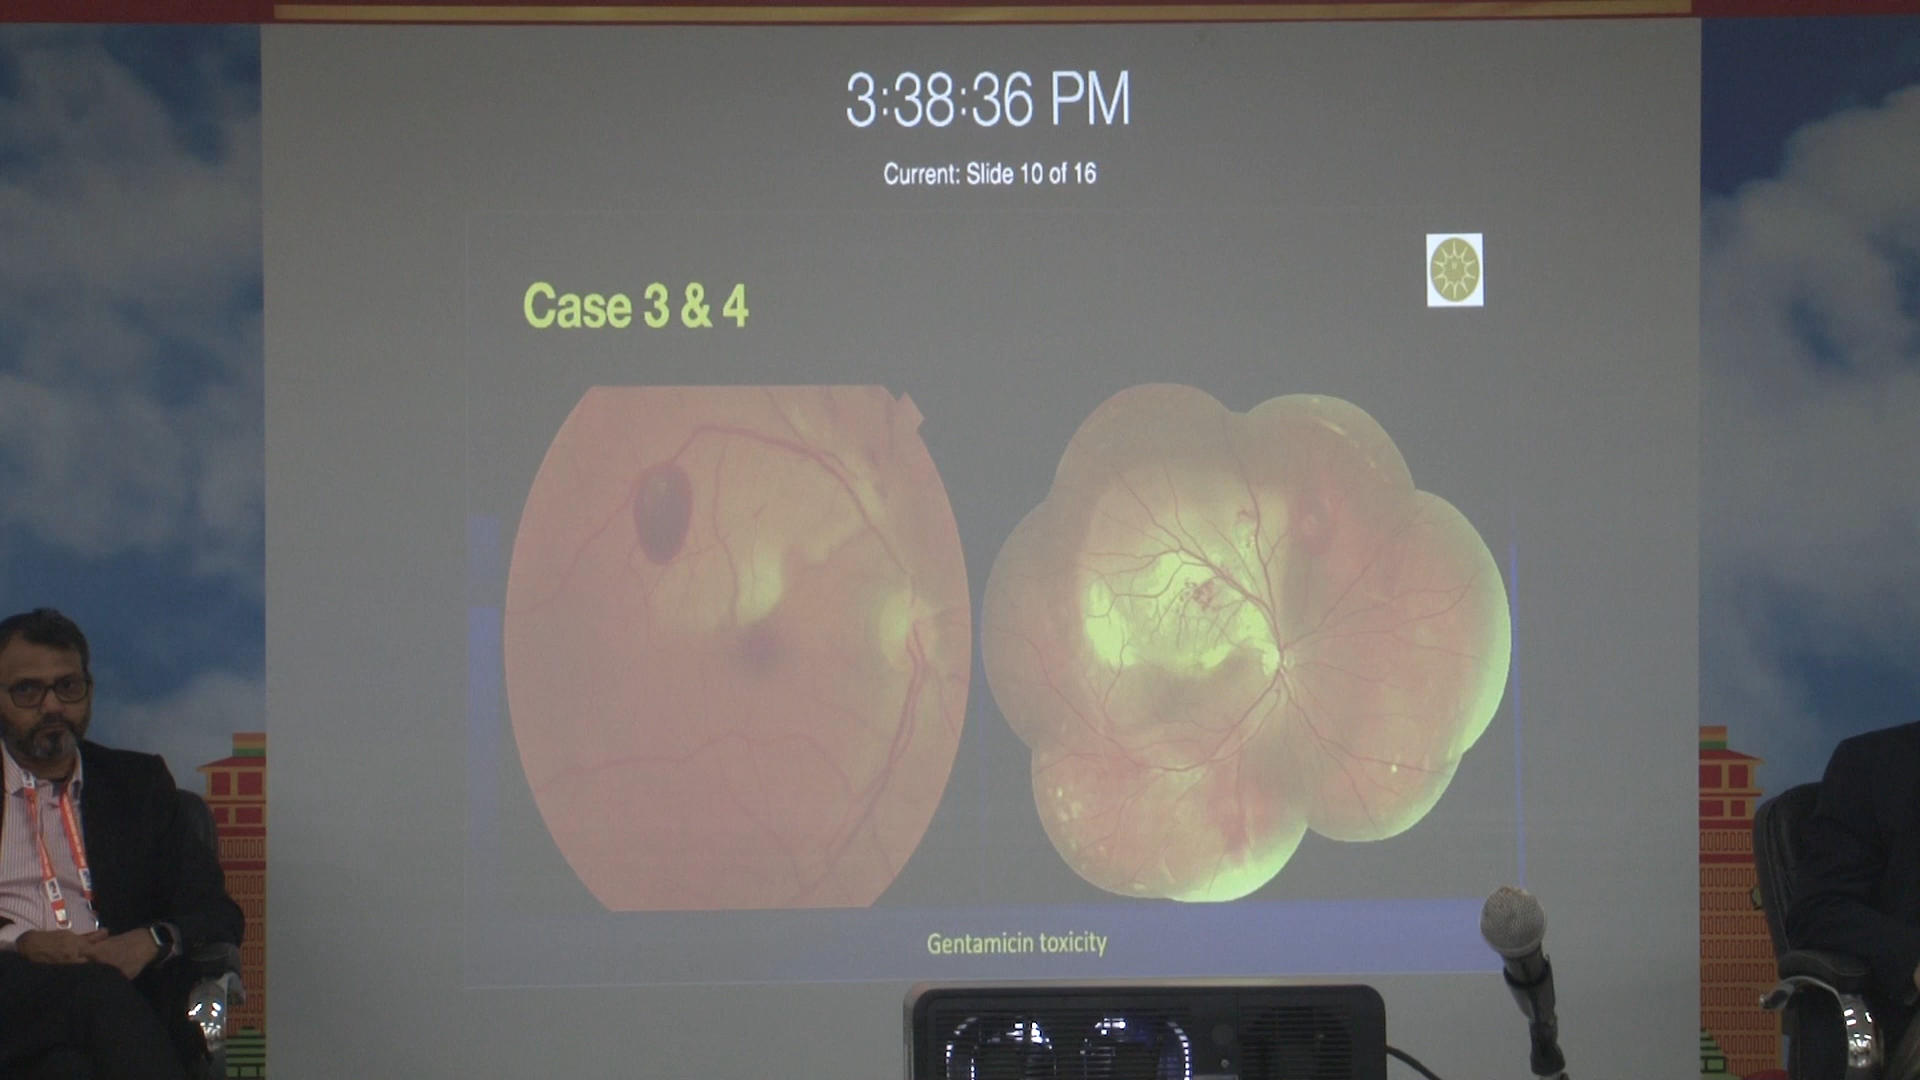 3:38:36 PM
Current: Slide 10 of 16
Case 3 & 4
Gentamicin toxicity